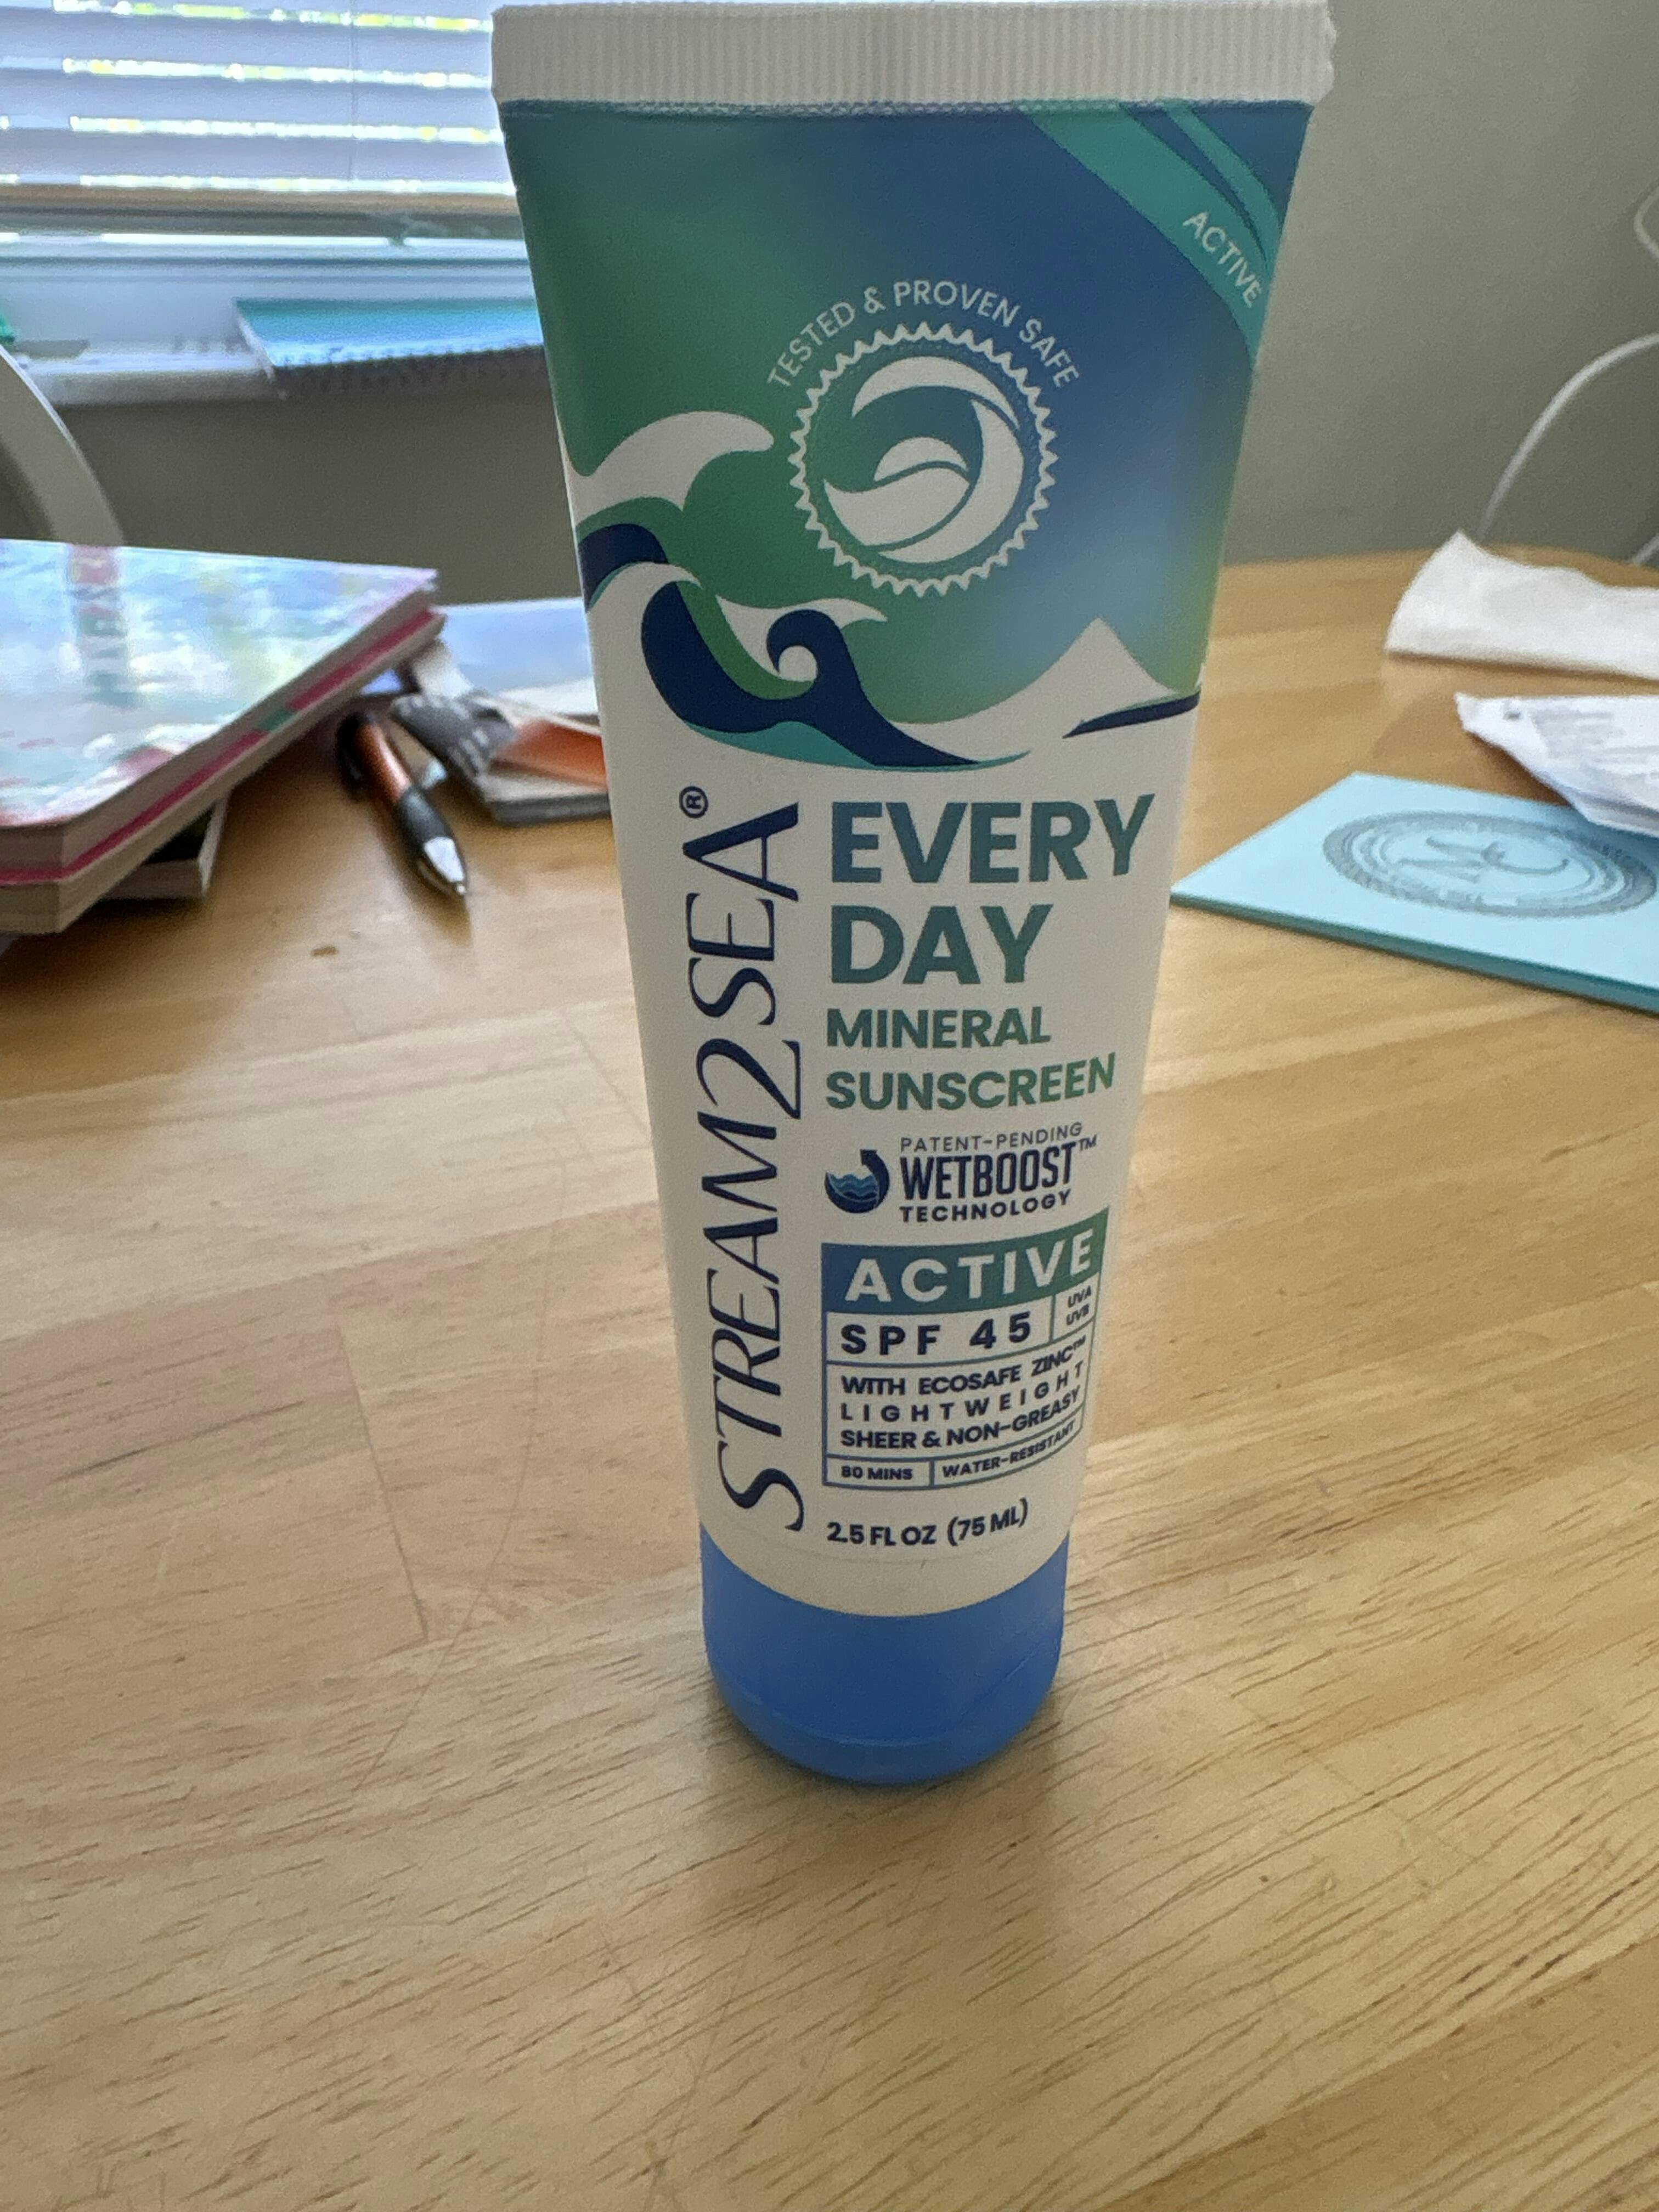 ACTIVE
TESTED & PROVEN SAFE
STREAM2SEA®
EVERY
DAY
MINERAL
SUNSCREEN
PATENT-PENDING
WETBOOST™
TECHNOLOGY
ACTIVE
SPF 45
UVA
UVB
WITH ECOSAFE ZINC™
LIGHTWEIGHT
SHEER & NON-GREASY
80 MINS
WATER-RESISTANT
2.5 FL OZ (75 ML)